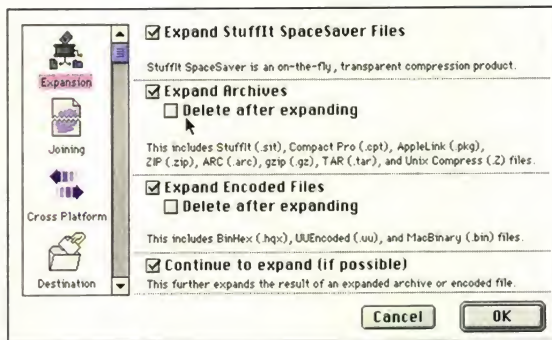 Expansion
Joining
Cross Platform
Destination
Expand StuffIt SpaceSaver Files
StuffIt SpaceSaver is an on-the-fly, transparent compression product.
Expand Archives
Delete after expanding
This includes StuffIt (.sit), Compact Pro (.cpt), AppleLink (.pkg),
ZIP (.zip), ARC (.arc), gzip (.gz), TAR (.tar), and Unix Compress (.Z) files.
Expand Encoded Files
Delete after expanding
This includes BinHex (.hqx), UUEncoded (.uu), and MacBinary (.bin) files.
Continue to expand (if possible)
This further expands the result of an expanded archive or encoded file.
Cancel
OK